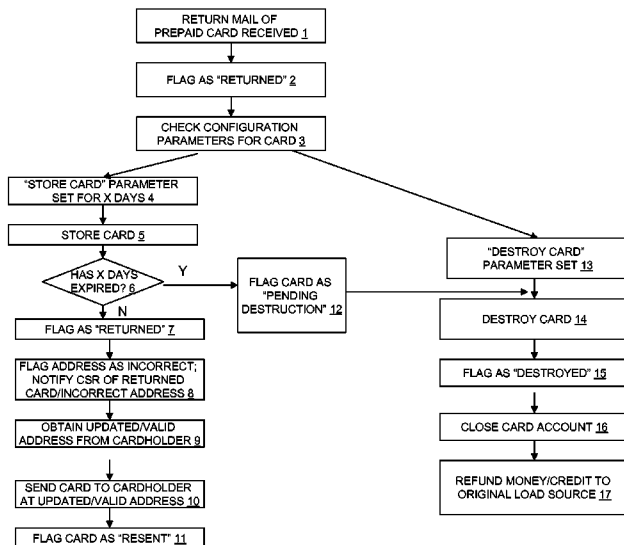 RETURN MAIL OF
PREPAID CARD RECEIVED 1
FLAG AS "RETURNED" 2
CHECK CONFIGURATION
PARAMETERS FOR CARD 3
"STORE CARD" PARAMETER
SET FOR X DAYS 4
STORE CARD 5
HAS X DAYS
EXPIRED? 6
Y
N
FLAG AS "RETURNED" 7
FLAG ADDRESS AS INCORRECT;
NOTIFY CSR OF RETURNED
CARD/INCORRECT ADDRESS 8
OBTAIN UPDATED/VALID
ADDRESS FROM CARDHOLDER 9
SEND CARD TO CARDHOLDER
AT UPDATED/VALID ADDRESS 10
FLAG CARD AS "RESENT" 11
FLAG CARD AS
"PENDING
DESTRUCTION"
12
"DESTROY CARD"
PARAMETER SET 13
DESTROY CARD 14
FLAG AS "DESTROYED" 15
CLOSE CARD ACCOUNT 16
REFUND MONEY/CREDIT TO
ORIGINAL LOAD SOURCE 17